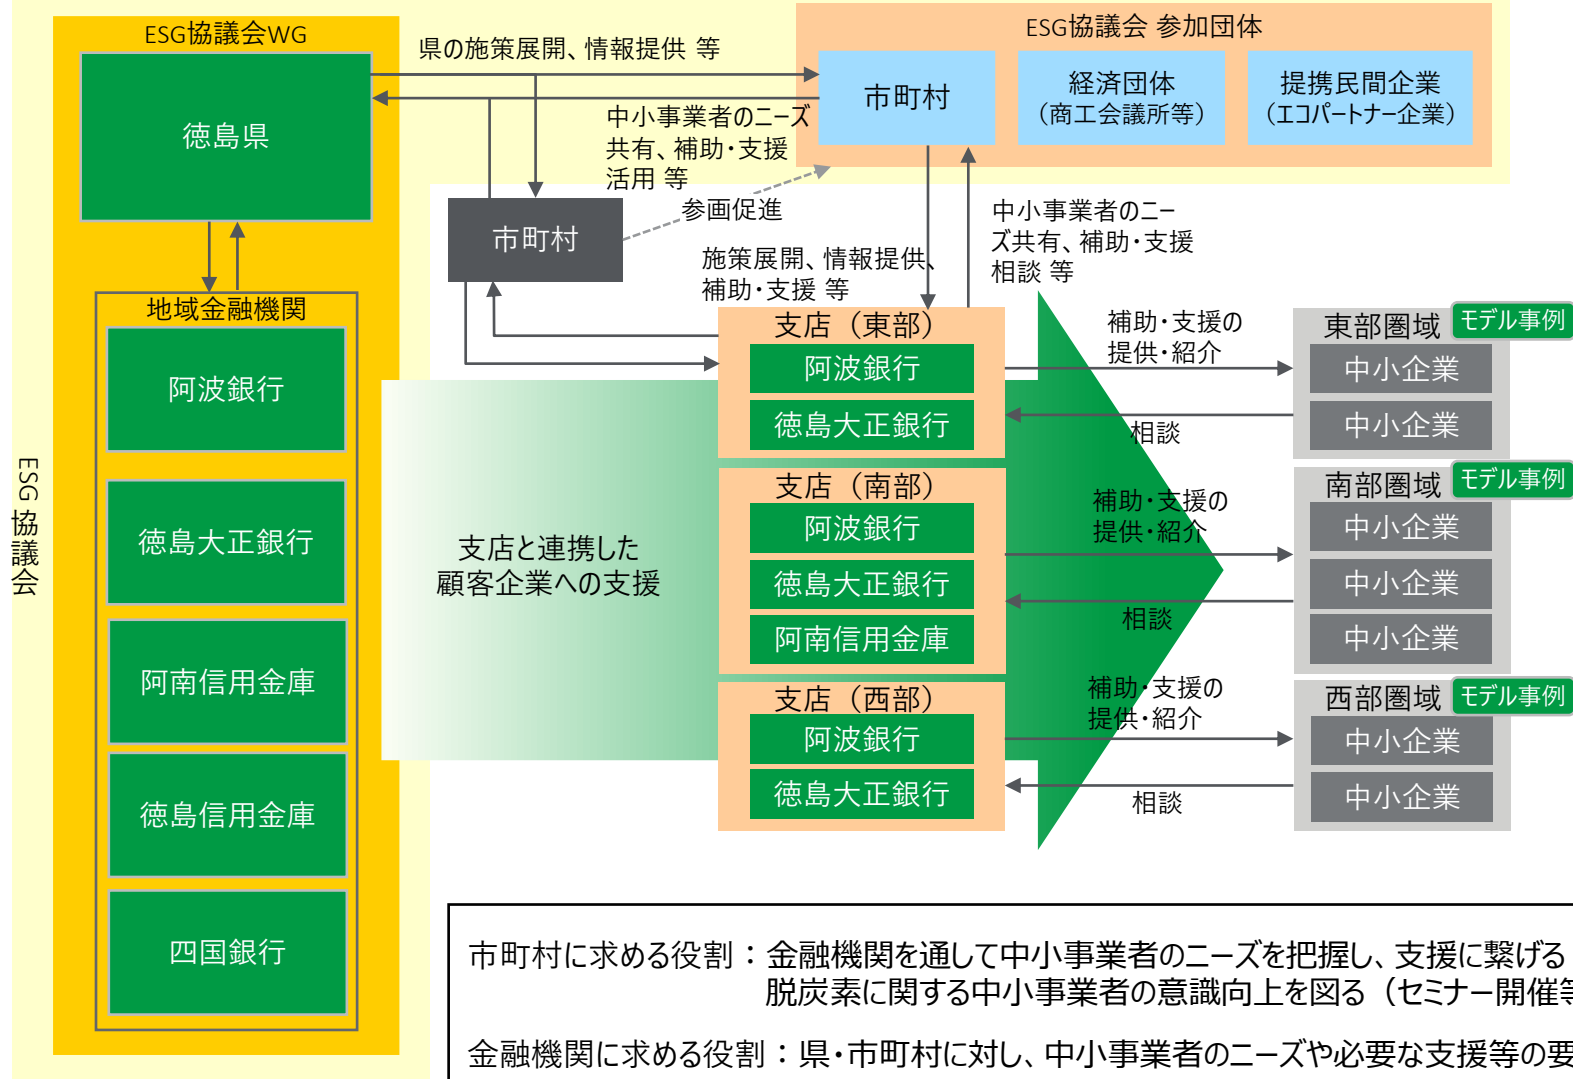 ESG協議会WG
徳島県
県の施策展開、情報提供 等
ESG協議会 参加団体
市町村
経済団体
（商工会議所等）
提携民間企業
（エコパートナー企業）
中小事業者のニーズ
共有、補助・支援
活用 等
参画促進
市町村
施策展開、情報提供、
補助・支援 等
中小事業者のニー
ズ共有、補助・支援
相談 等
ESG協議会
地域金融機関
阿波銀行
徳島大正銀行
阿南信用金庫
徳島信用金庫
四国銀行
支店と連携した
顧客企業への支援
支店（東部）
阿波銀行
徳島大正銀行
補助・支援の
提供・紹介
相談
東部圏域
モデル事例
中小企業
中小企業
支店（南部）
阿波銀行
徳島大正銀行
阿南信用金庫
補助・支援の
提供・紹介
相談
南部圏域
モデル事例
中小企業
中小企業
中小企業
支店（西部）
阿波銀行
徳島大正銀行
補助・支援の
提供・紹介
相談
西部圏域
モデル事例
中小企業
中小企業
市町村に求める役割：金融機関を通して中小事業者のニーズを把握し、支援に繋げる
脱炭素に関する中小事業者の意識向上を図る（セミナー開催等
金融機関に求める役割：県・市町村に対し、中小事業者のニーズや必要な支援等の要